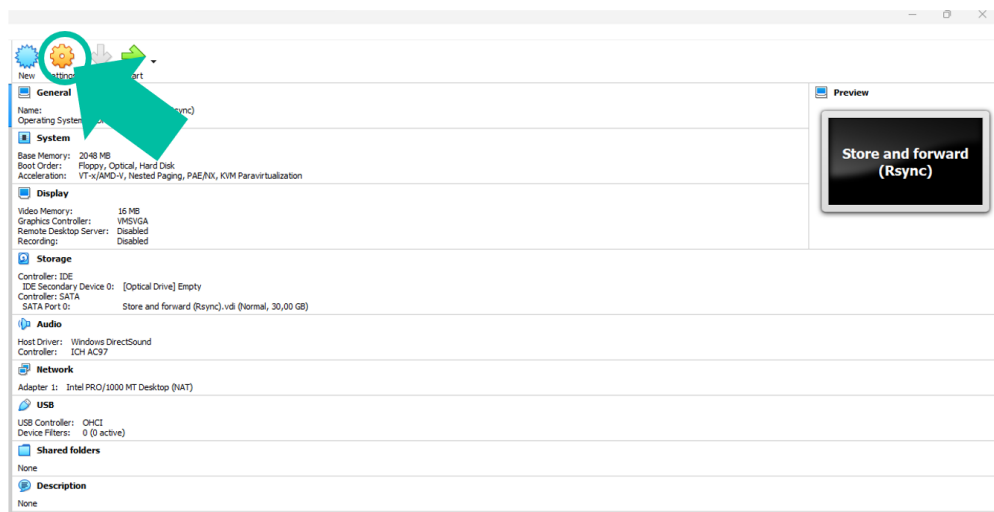 New
General
Name:
Operating System
System
Base Memory: 2048 MB
Boot Order: Floppy, Optical, Hard Disk
Acceleration: VT-x/AMD-V, Nested Paging, PAE/NX, KVM Paravirtualization
Display
Video Memory: 16 MB
Graphics Controller: VMSVGA
Remote Desktop Server: Disabled
Recording: Disabled
Storage
Controller: IDE
IDE Secondary Device 0: [Optical Drive] Empty
Controller: SATA
SATA Port 0: Store and forward (Rsync).vdi (Normal, 30,00 GB)
Audio
Host Driver: Windows DirectSound
Controller: ICH AC97
Network
Adapter 1: Intel PRO/1000 MT Desktop (NAT)
USB
USB Controller: OHCI
Device Filters: 0 (0 active)
Shared folders
None
Description
None
Preview
Store and forward
(Rsync)